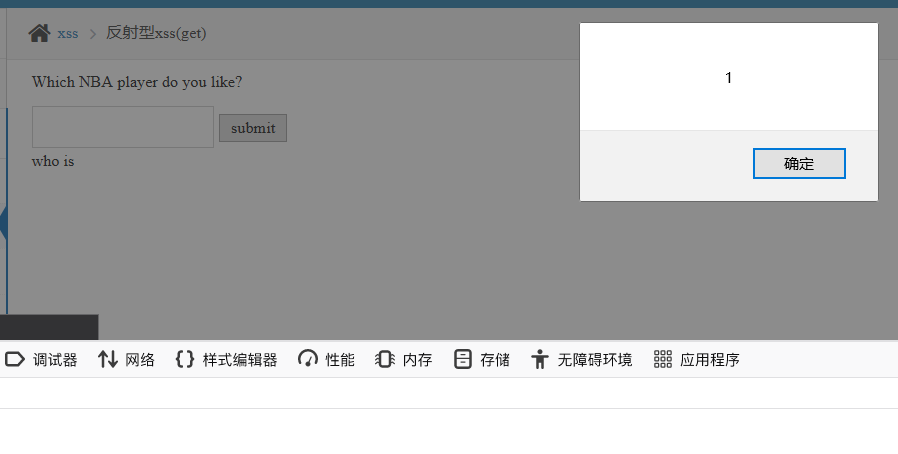 xss > 反射型xss(get)
Which NBA player do you like?
submit
who is
1
确定
调试器 网络 样式编辑器 性能 内存 存储 无障碍环境 应用程序